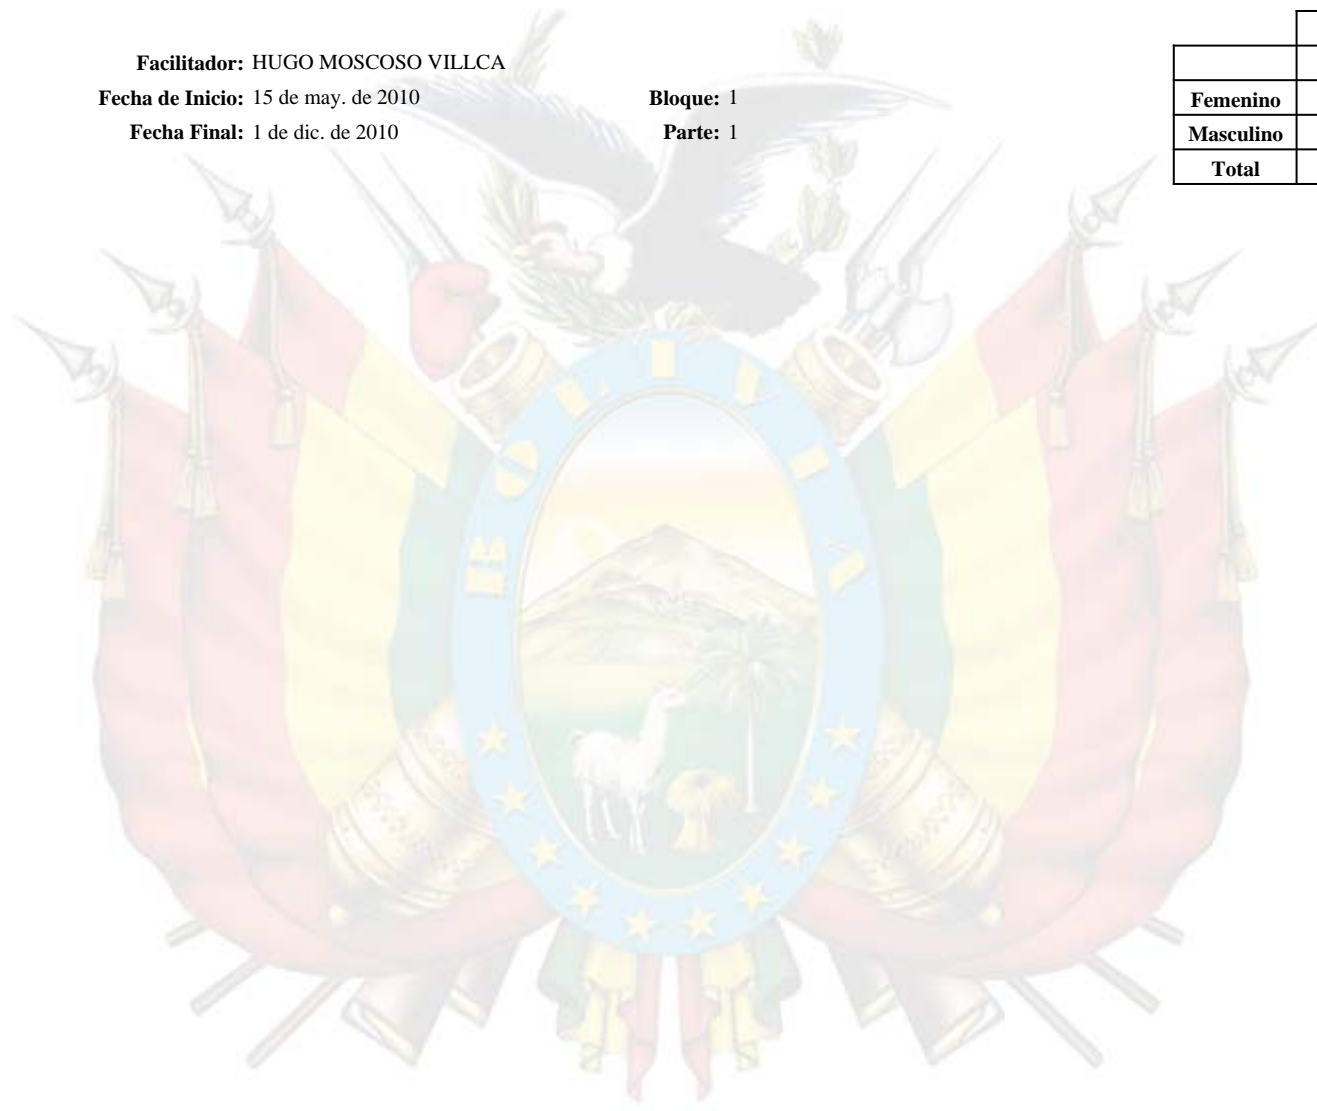 Facilitador: HUGO MOSCOSO VILLCA
Fecha de Inicio: 15 de may. de 2010 Bloque: 1
Fecha Final: 1 de dic. de 2010 Parte: 1
Femenino
Masculino
Total
BOLIVIA